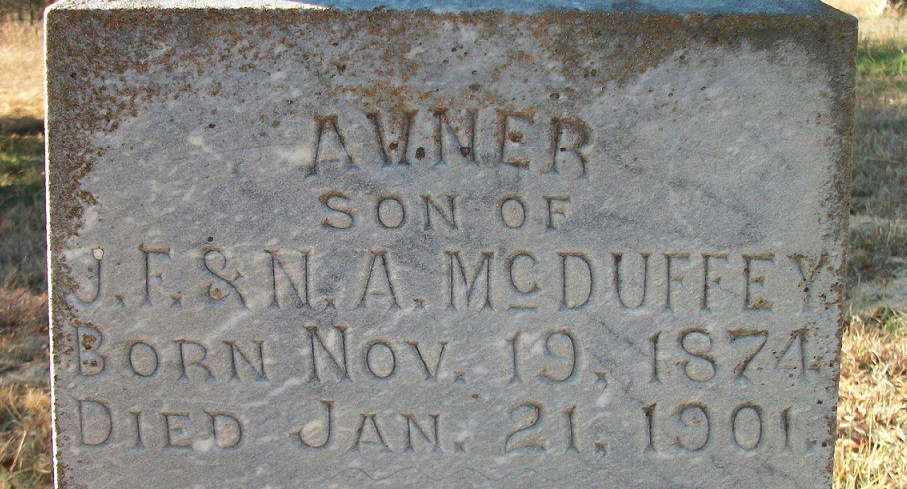 AVNER
SON OF
J. F. & N. A. McDUFFEY
BORN NOV. 19, 1874
DIED JAN. 21, 1901.